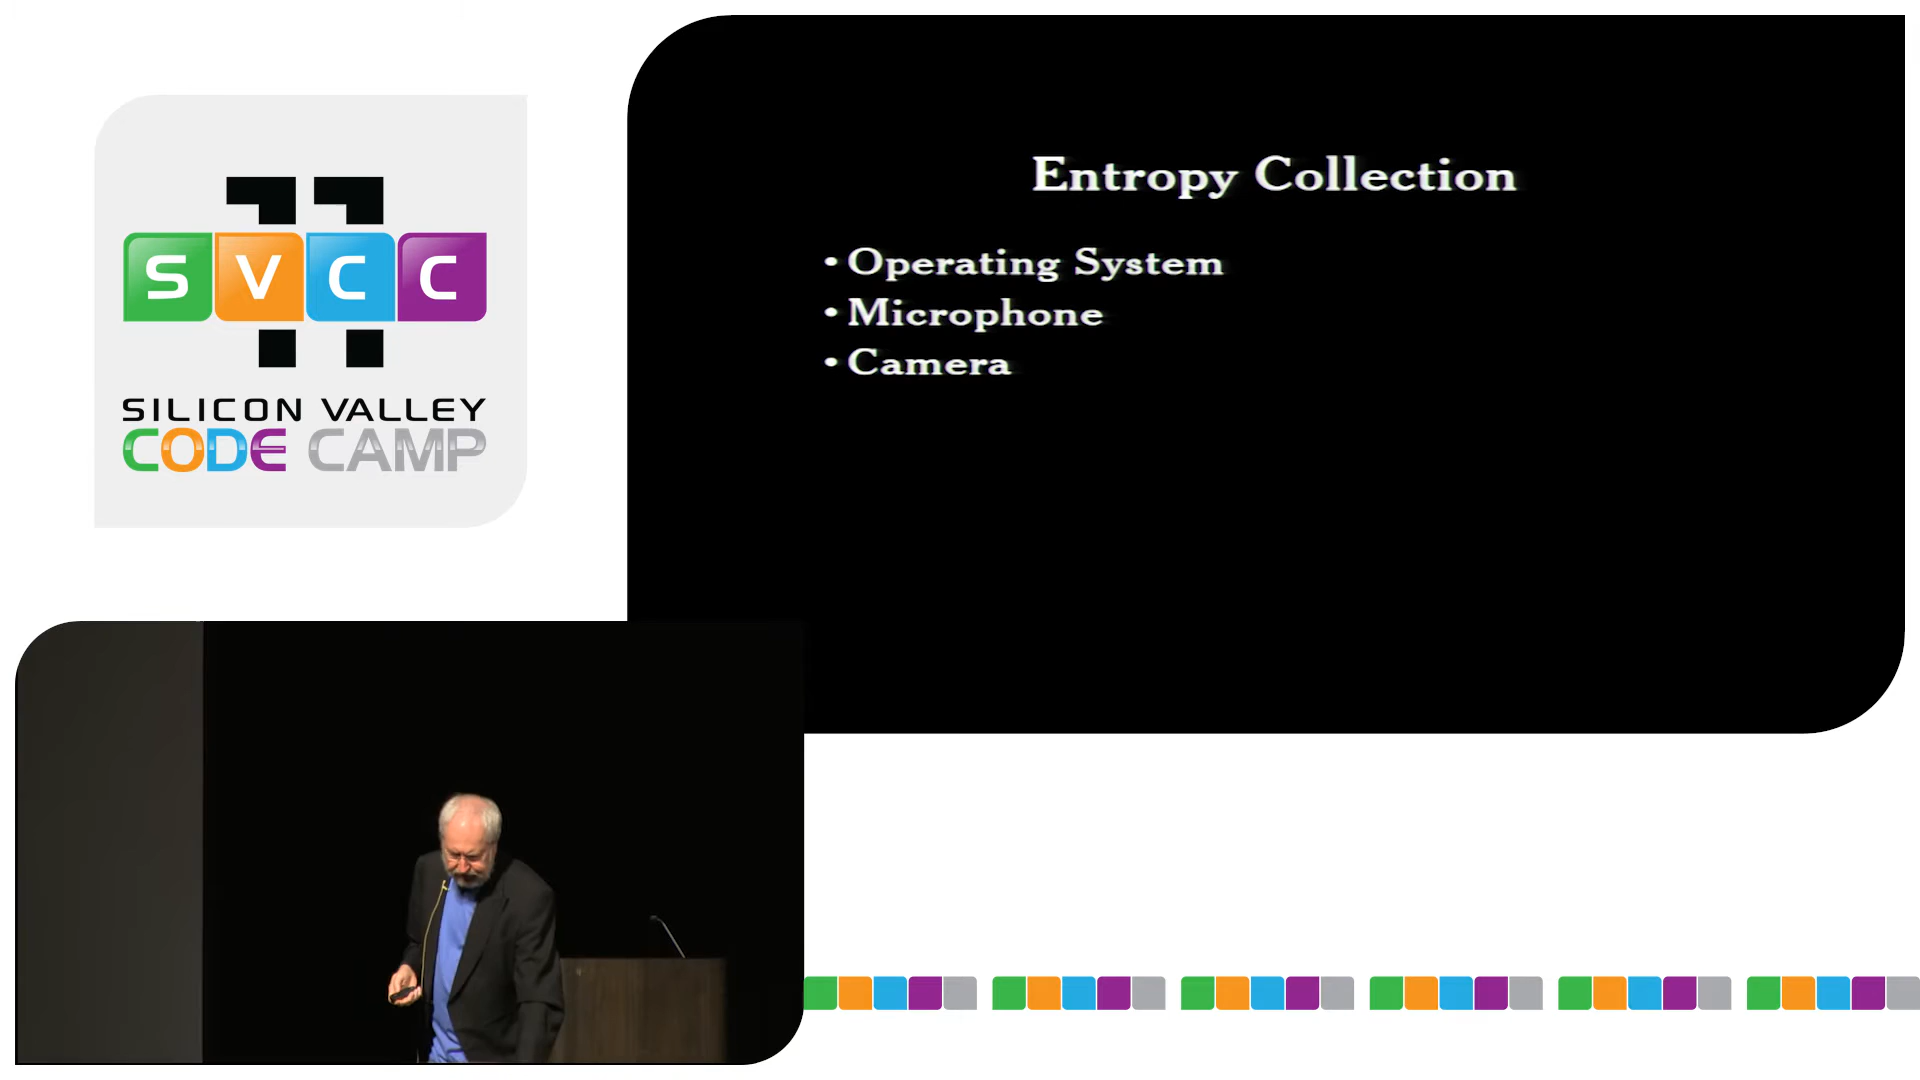 SVCC
SILICON VALLEY
CODE CAMP
Entropy Collection
• Operating System
• Microphone
• Camera